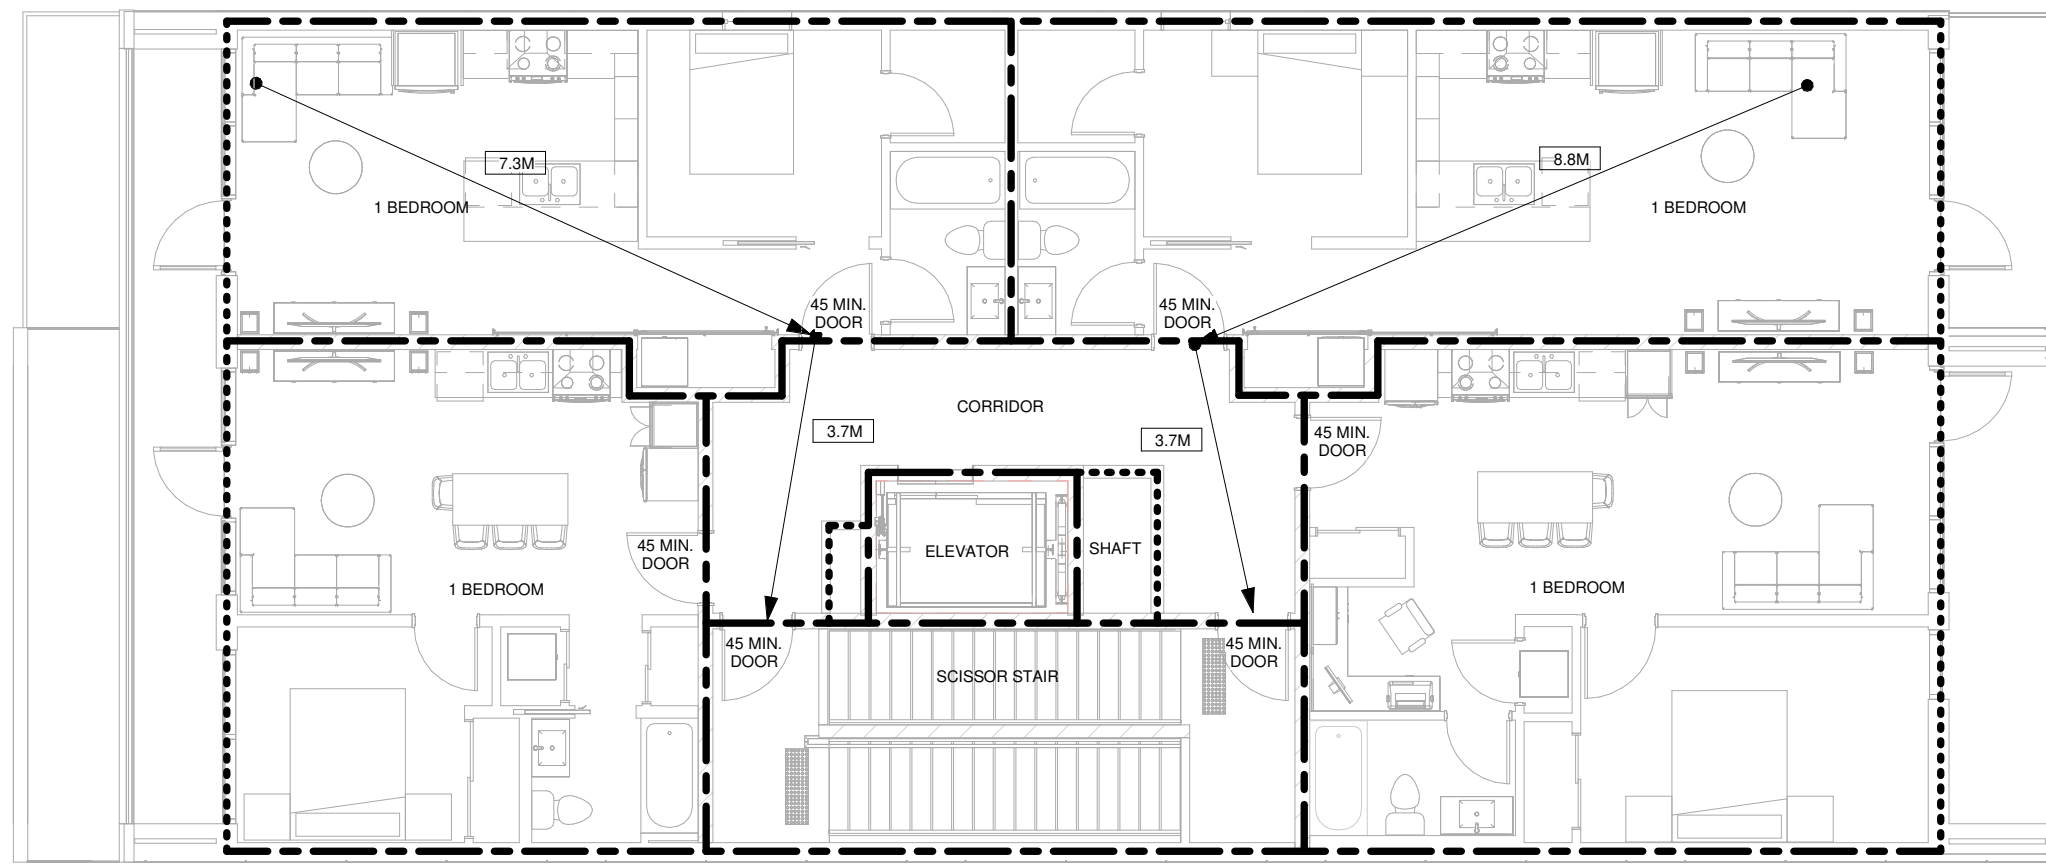 7.3M
8.8M
1 BEDROOM
1 BEDROOM
45 MIN.
DOOR
45 MIN.
DOOR
CORRIDOR
3.7M
3.7M
45 MIN.
DOOR
45 MIN.
DOOR
ELEVATOR
SHAFT
1 BEDROOM
1 BEDROOM
45 MIN.
DOOR
SCISSOR STAIR
45 MIN.
DOOR